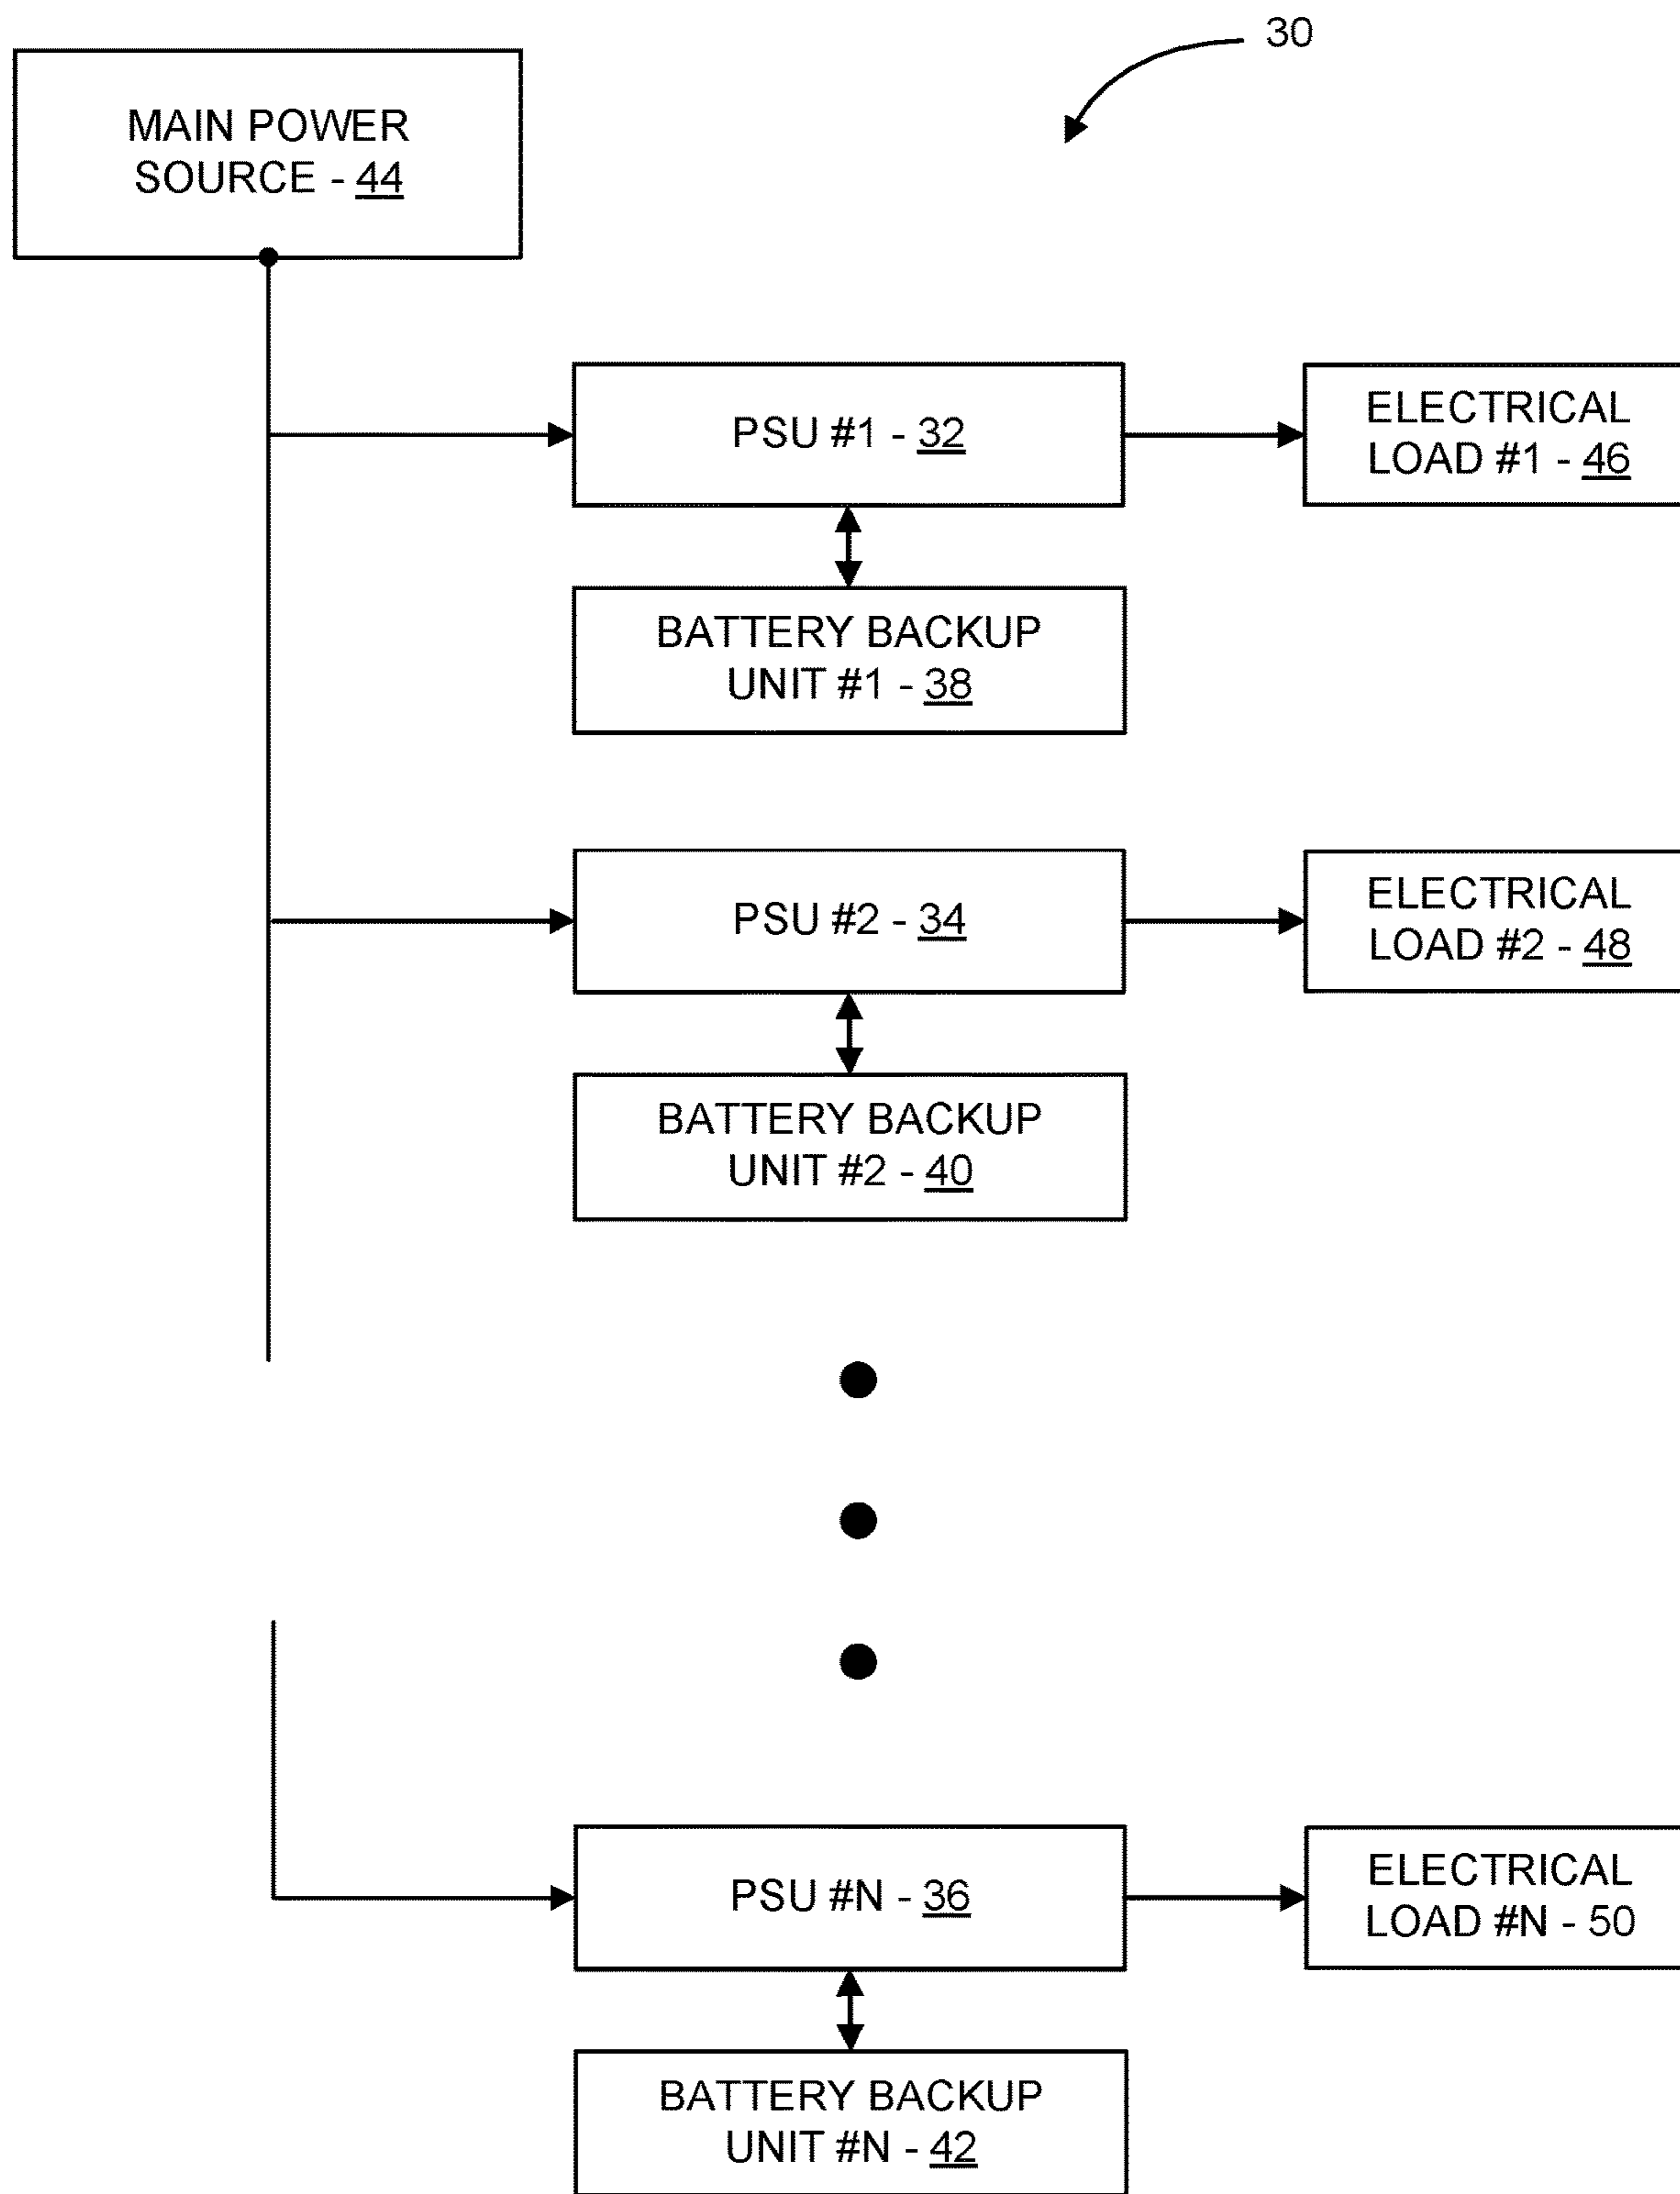 30
MAIN POWER
SOURCE - 44
PSU #1 - 32
ELECTRICAL
LOAD #1 - 46
BATTERY BACKUP
UNIT #1 - 38
PSU #2 - 34
ELECTRICAL
LOAD #2 - 48
BATTERY BACKUP
UNIT #2 - 40
PSU #N - 36
ELECTRICAL
LOAD #N - 50
BATTERY BACKUP
UNIT #N - 42